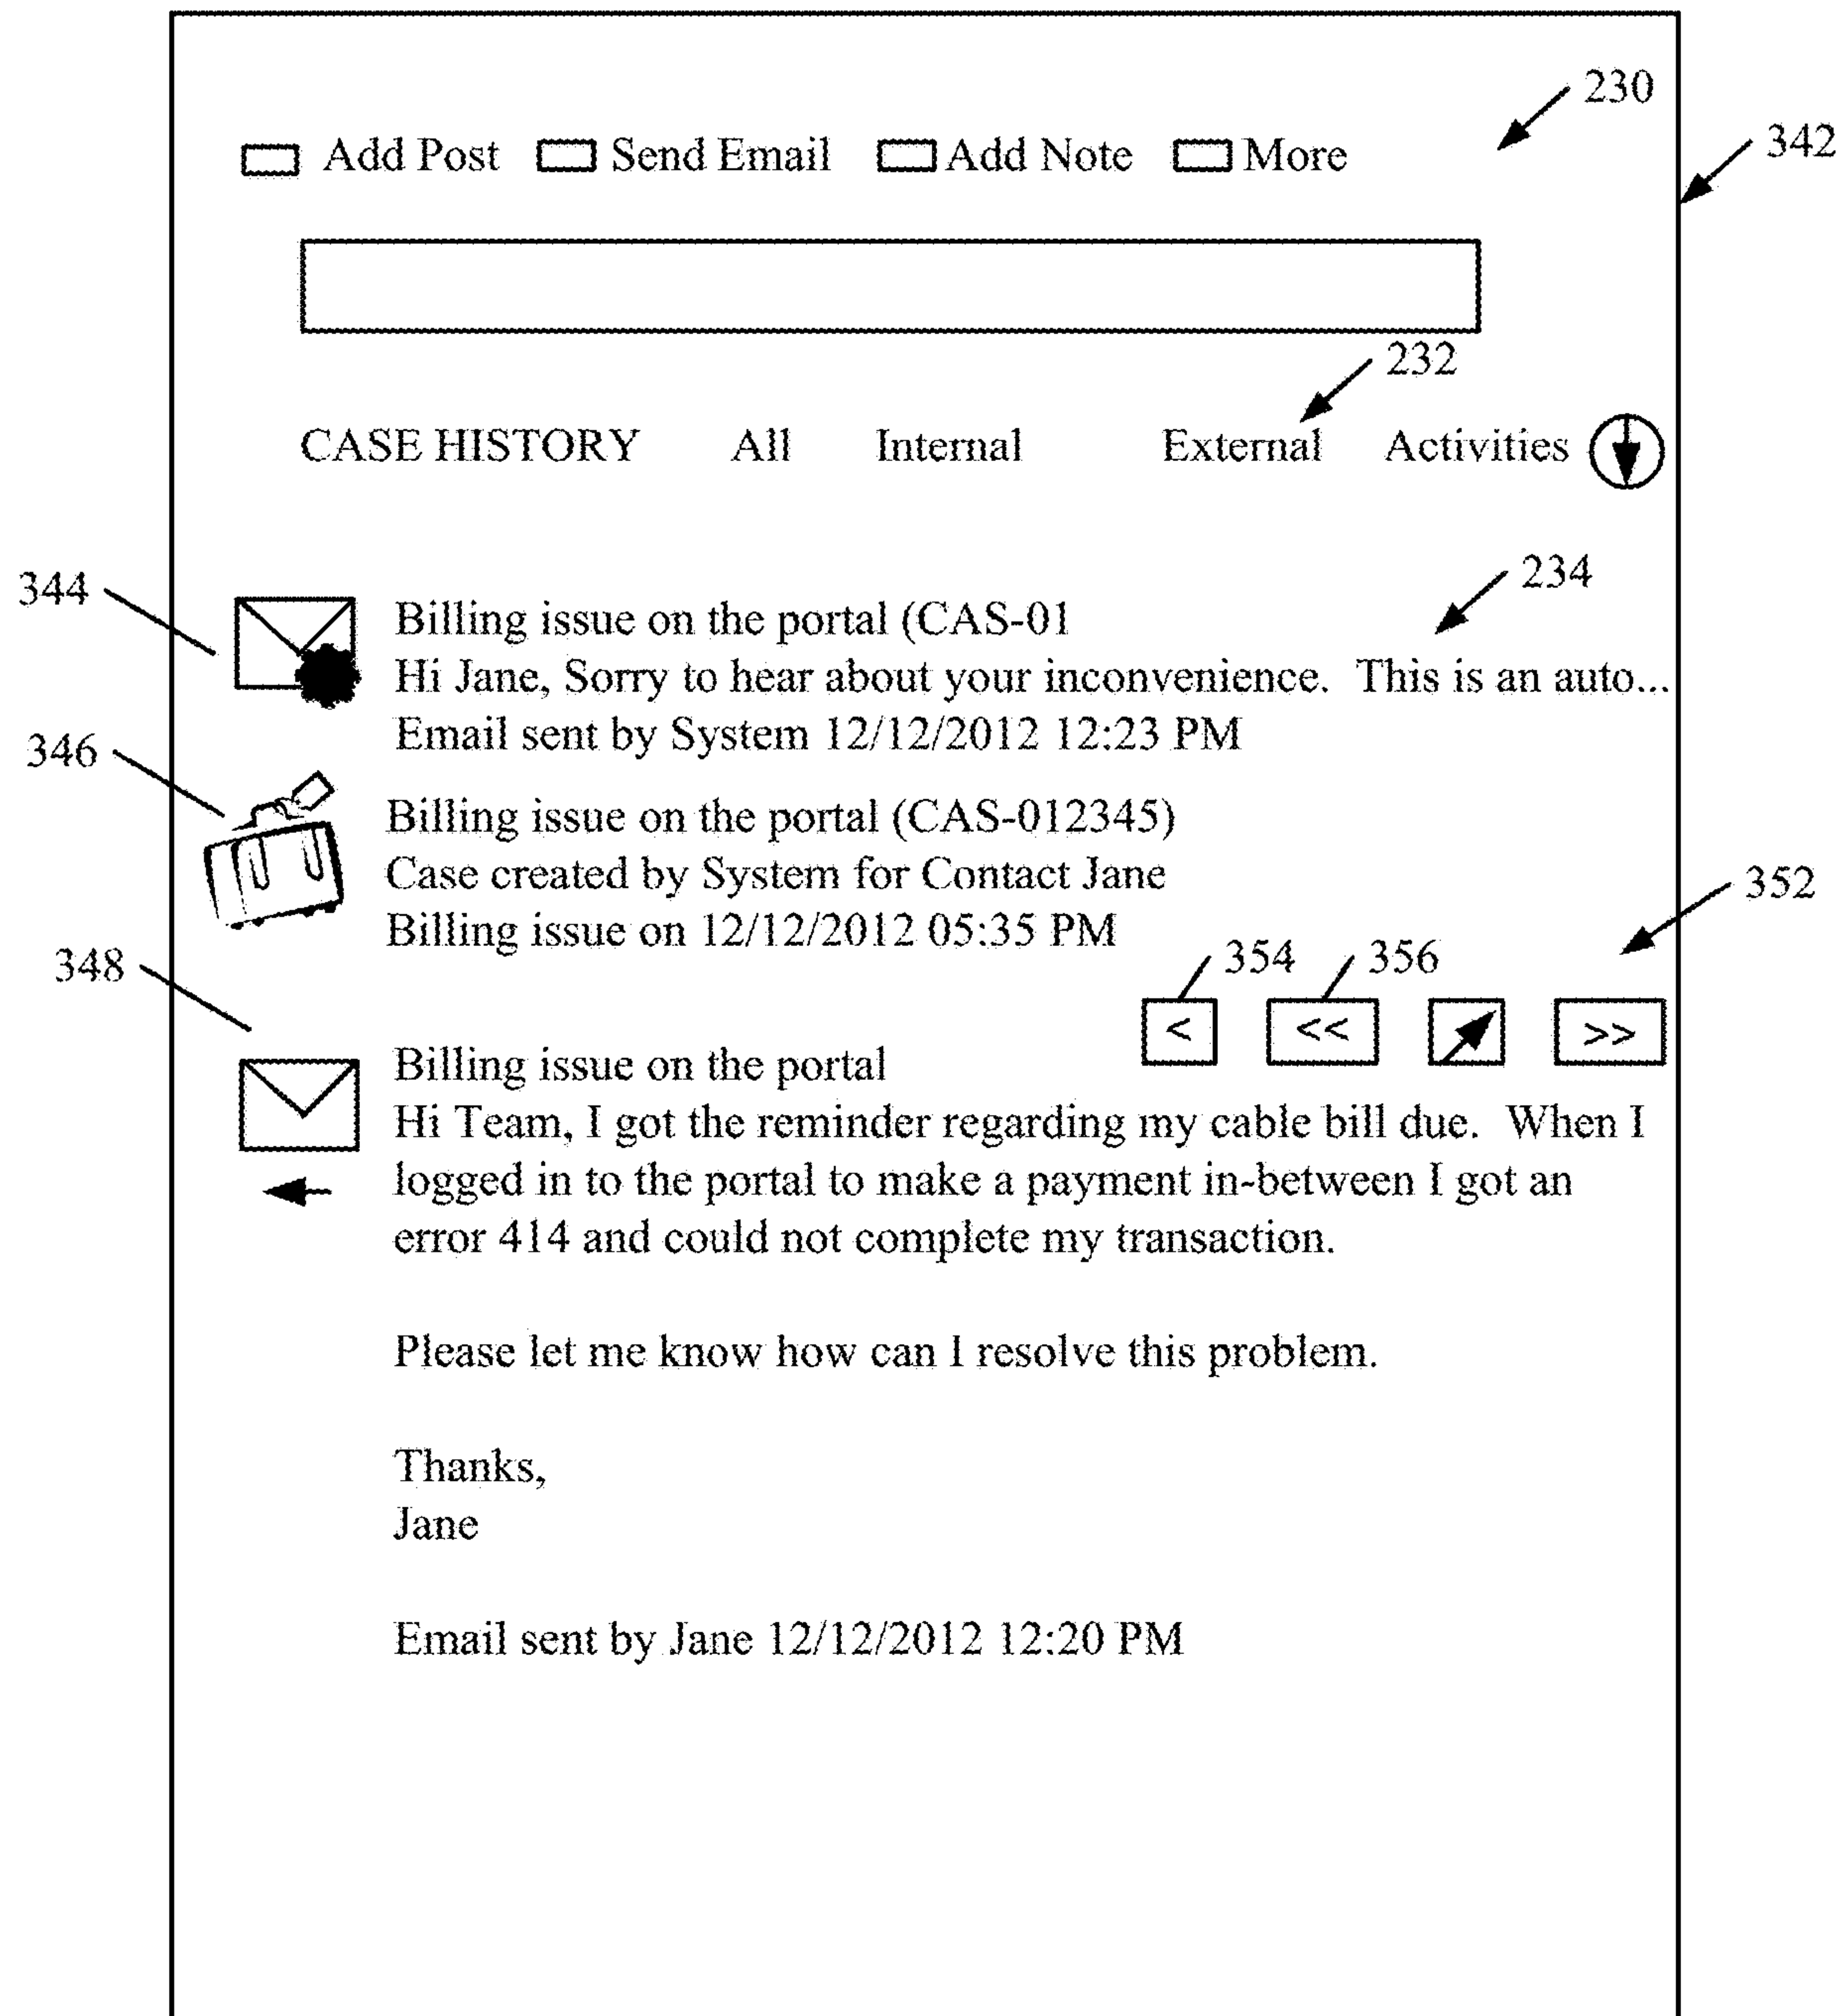 230
342
Add Post Send Email Add Note More
232
CASE HISTORY All Internal External Activities
234
344
Billing issue on the portal (CAS-01
Hi Jane, Sorry to hear about your inconvenience. This is an auto...
Email sent by System 12/12/2012 12:23 PM
346
Billing issue on the portal (CAS-012345)
Case created by System for Contact Jane
Billing issue on 12/12/2012 05:35 PM
352
348
354 356
< << >>
Billing issue on the portal
Hi Team, I got the reminder regarding my cable bill due. When I
logged in to the portal to make a payment in-between I got an
error 414 and could not complete my transaction.
Please let me know how can I resolve this problem.
Thanks,
Jane
Email sent by Jane 12/12/2012 12:20 PM